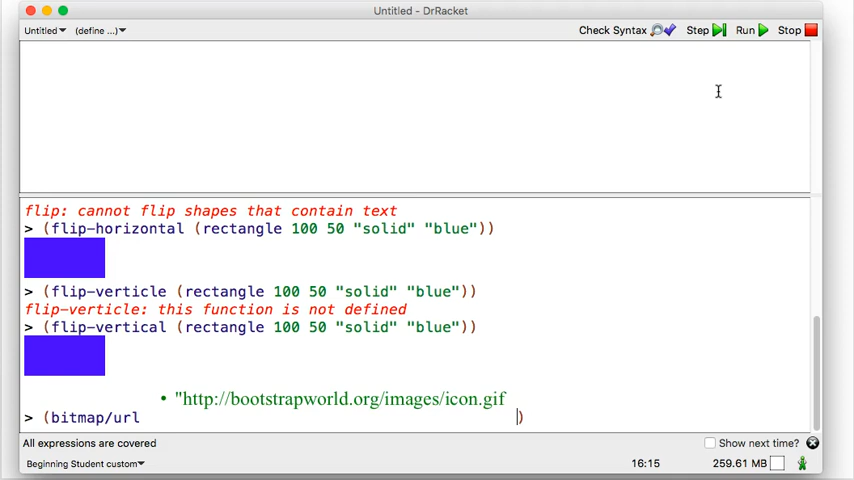 Untitled - DrRacket
Untitled (define ...) Check Syntax Step Run Stop
flip: cannot flip shapes that contain text
> (flip-horizontal (rectangle 100 50 "solid" "blue"))
> (flip-verticle (rectangle 100 50 "solid" "blue"))
flip-verticle: this function is not defined
> (flip-vertical (rectangle 100 50 "solid" "blue"))
• "http://bootstrapworld.org/images/icon.gif
> (bitmap/url )
All expressions are covered Show next time?
Beginning Student custom 16:15 259.61 MB